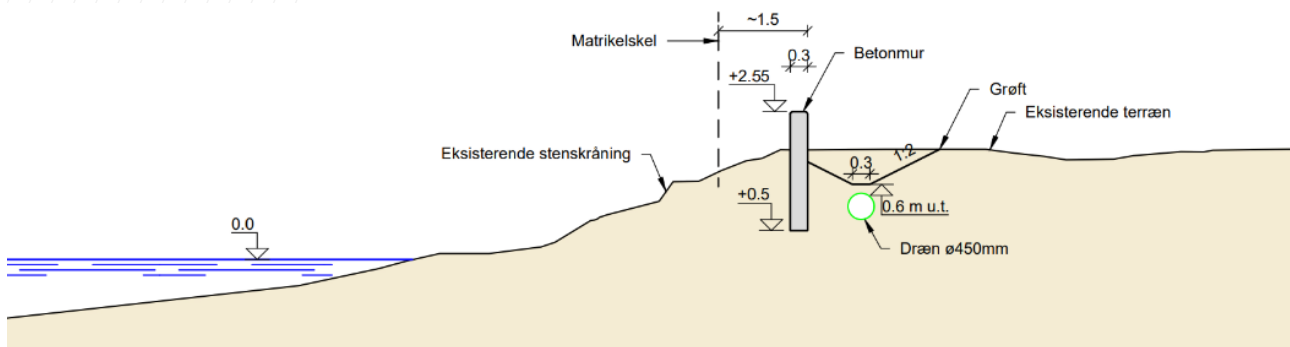 ~1.5
Matrikelskel
0.3
Betonmur
+2.55
Grøft
Eksisterende terræn
Eksisterende stenskråning
0.3
1:2
+0.5
0.6 m u.t.
0.0
Dræn ø450mm